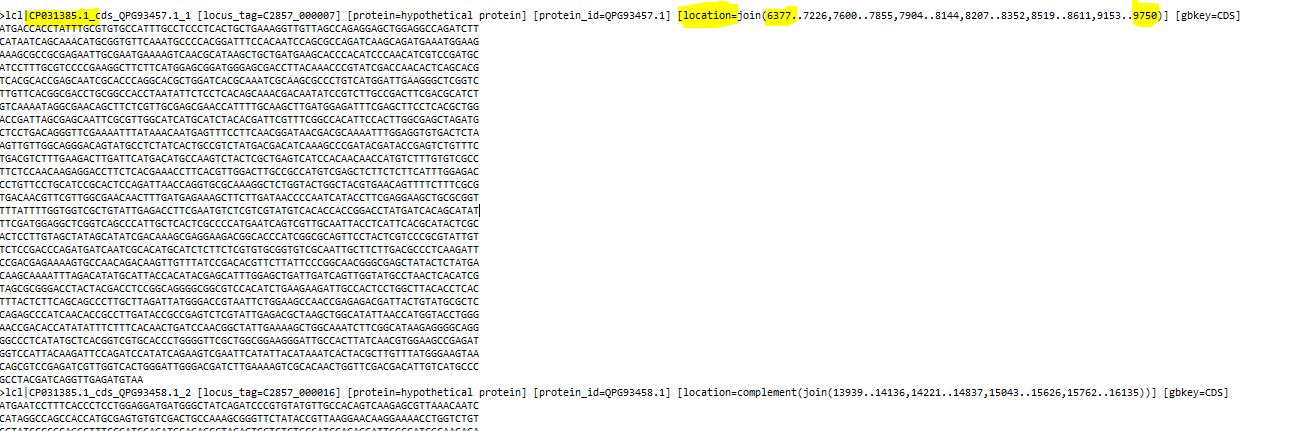 >lcl|CP031385.1_cds_QPG93457.1_1 [locus_tag=C2857_000007] [protein=hypothetical protein] [protein_id=QPG93457.1] [location=join(6377..7226,7600..7855,7904..8144,8207..8352,8519..8611,9153..9750)] [gbkey=CDS]
ATGACCACCTATTTGCGTGTGCCATTTGCCTCCCTCACTGCTGAAAGGTTGTTAGCCAGAGGAGCTGGAGGCCAGATCTT
CATAATCAGCAAACATGCGGTGTTCAAATGCCCCACGGATTTCCACAATCCAGCGCCAGATCAAGCAGATGAAATGGAAG
AAAGCGCCGCGAGAATTGCGAATGAAAAGTCAACGCATAAGCTGCTGATGAAGCACCCACATCCCAACATCGTCCGATGC
ATCCTTTGCGTCCCCGAAGGCTTCTTCATGGAGCGGATGGGAGCGACCTTACAAACCCGTATCGACCAACACTCAGCACG
TCACGCACCGAGCAATCGCACCCAGGCACGCTGGATCACGCAAATCGCAAGCGCCCTGTCATGGATTGAAGGGCTCGGTC
TTGTTCACGGCGACCTGCGGCCACCTAATATTCTCCTCACAGCAAACGACAATATCCGTCTTGCCGACTTCGACGCATCT
GTCAAAATAGGCGAACAGCTTCTCGTTGCGAGCGAACCATTTTGCAAGCTTGATGGAGATTTCGAGCTTCCTCACGCTGG
ACCGATTAGCGAGCAATTCGCGTTGGCATCATGCATCTACACGATTCGTTTCGGCCACATTCCACTTGGCGAGCTAGATG
CTCCTGACAGGGTTCGAAAATTTATAAACAATGAGTTTCCTTCAACGGATAACGACGCAAAATTTGGAGGTGTGACTCTA
AGTTGTTGGCAGGGACAGTATGCCTCTATCACTGCCGTCTATGACGACATCAAAGCCCGATACGATACCGAGTCTGTTTC
TGACGTCTTTGAAGACTTGATTCATGACATGCCAAGTCTACTCGCTGAGTCATCCACAACAACCATGTCTTTGTGTCGCC
TTCTCCAACAAGAGGACCTTCTCACGAAACCTTCACGTTGGACTTGCCGCCATGTCGAGCTCTTCTCTTCATTTGGAGAC
CCTGTTCCTGCATCCGCACTCCAGATTAACCAGGTGCGCAAAGGCTCTGGTACTGGCTACGTGAACAGTTTTCTTTCGCG
TGACAACGTTCGTTGGCGAACAACTTTGATGAGAAAGCTTCTTGATAACCCCAATCATACCTTCGAGGAAGCTGCGCGGT
TTTATTTTGGTGGTCGCTGTATTGAGACCTTCGAATGTCTCGTCGTATGTCACACCACCGGACCTATGATCACAGCATAT
TTCGATGGAGGCTCGGTCAGCCCATTGCTCACTCGCCCCATGAATCAGTCGTTGCAATTACCTCATTCACGCATACTCGC
ACTCCTTGTAGCTATAGCATATCGACAAAGCGAGGAAGACGGCACCCATCGGCGCAGTTCCTACTCGTCCCGCGTATTGT
TCTCCGACCCAGATGATCAATCGCACATGCATCTCTTCTCGTGTGCGGTGTCGCAATTGCTTCTTGACGCCCTCAAGATT
CCGACGAGAAAAGTGCCAACAGACAAGTTGTTTATCCGACACGTTCTTATTCCCGGCAACGGGCGAGCTATACTCTATGA
CAAGCAAAATTTAGACATATGCATTACCACATACGAGCATTTGGAGCTGATTGATCAGTTGGTATGCCTAACTCACATCG
TAGCGCGGGACCTACTACGACCTCCGGCAGGGGCGGCGTCCACATCTGAAGAAGATTGCCACTCCTGGCTTACACCTCAC
TTTACTCTTCAGCAGCCCTTGCTTAGATTATGGGACCGTAATTCTGGAAGCCAACCGAGAGACGATTACTGTATGCGCTC
CAGAGCCCATCAACACCGCCTTGATACCGCCGAGTCTCGTATTGAGACGCTAAGCTGGCATATTAACCATGGTACCTGGG
AACCGACACCATATATTTCTTTCACAACTGATCCAACGGCTATTGAAAAGCTGGCAAATCTTCGGCATAAGAGGGGCAGG
GGCCCTCATATGCTCACGGTCGTGCACCCTGGGGTTCGCTGGCGGAAGGGATTGCCACTTATCAACGTGGAAGCCGAGAT
GGTCCATTACAAGATTCCAGATCCATATCAGAAGTCGAATTCATATTACATAAATCACTACGCTTGTTTATGGGAAGTAA
CAGCGTCCGAGATCGTTGGTCACTGGGATTGGGACGATCTTGAAAAGTCGCACAACTGGTTCGACGACATTGTCATGCCC
GCCTACGATCAGGTTGAGATGTAA
>lcl|CP031385.1_cds_QPG93458.1_2 [locus_tag=C2857_000016] [protein=hypothetical protein] [protein_id=QPG93458.1] [location=complement(join(13939..14136,14221..14837,15043..15626,15762..16135))] [gbkey=CDS]
ATGAATCCTTTCACCCTCCTGGAGGATGATGGGCTATCAGATCCCGTGTATGTTGCCACAGTCAAGAGCGTTAAACAATC
CATAGGCCAGCCACCATGCGAGTGTGTCGACTGCCAAAGCGGGTTCTATACCGTTAAGGAACAAGGAAAACCTGGTCTGT